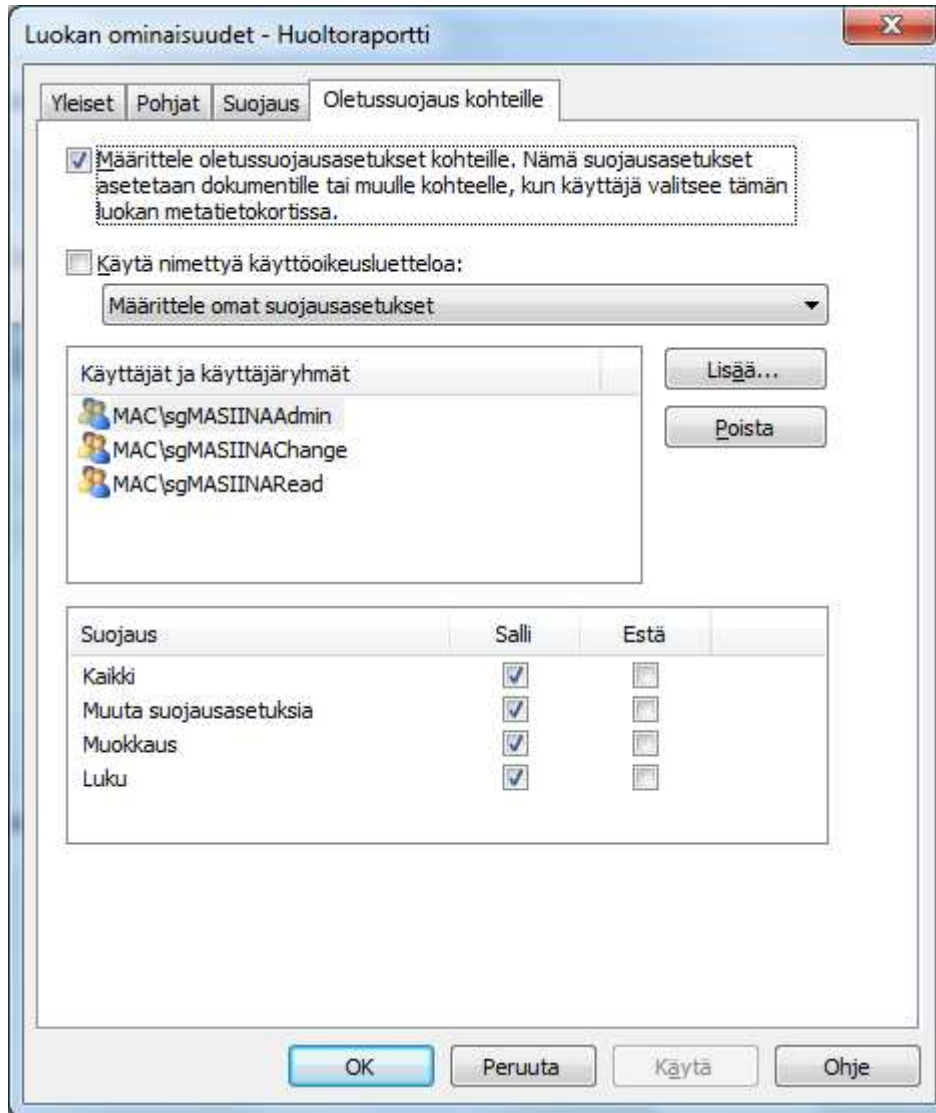 Luokan ominaisuudet - Huoltoraportti
Yleiset Pohjat Suojaus Oletussuojaus kohteille
Määrittele oletussuojausasetukset kohteille. Nämä suojausasetukset
asetetaan dokumentille tai muulle kohteelle, kun käyttäjä valitsee tämän
luokan metatietokortissa.
Käytä nimettyä käyttöoikeusluetteloa:
Määrittele omat suojausasetukset
Käyttäjät ja käyttäjäryhmät
Lisää...
MAC\sgMASIINAAdmin
Poista
MAC\sgMASIINAChange
MAC\sgMASIINARead
Suojaus Salli Estä
Kaikki
Muuta suojausasetuksia
Muokkaus
Luku
OK Peruuta Käytä Ohje